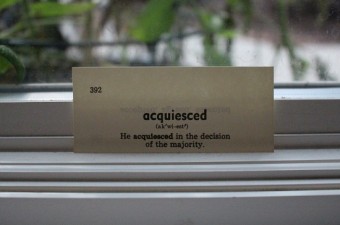 392
acquiesced
He acquiesced in the decision
of the majority.